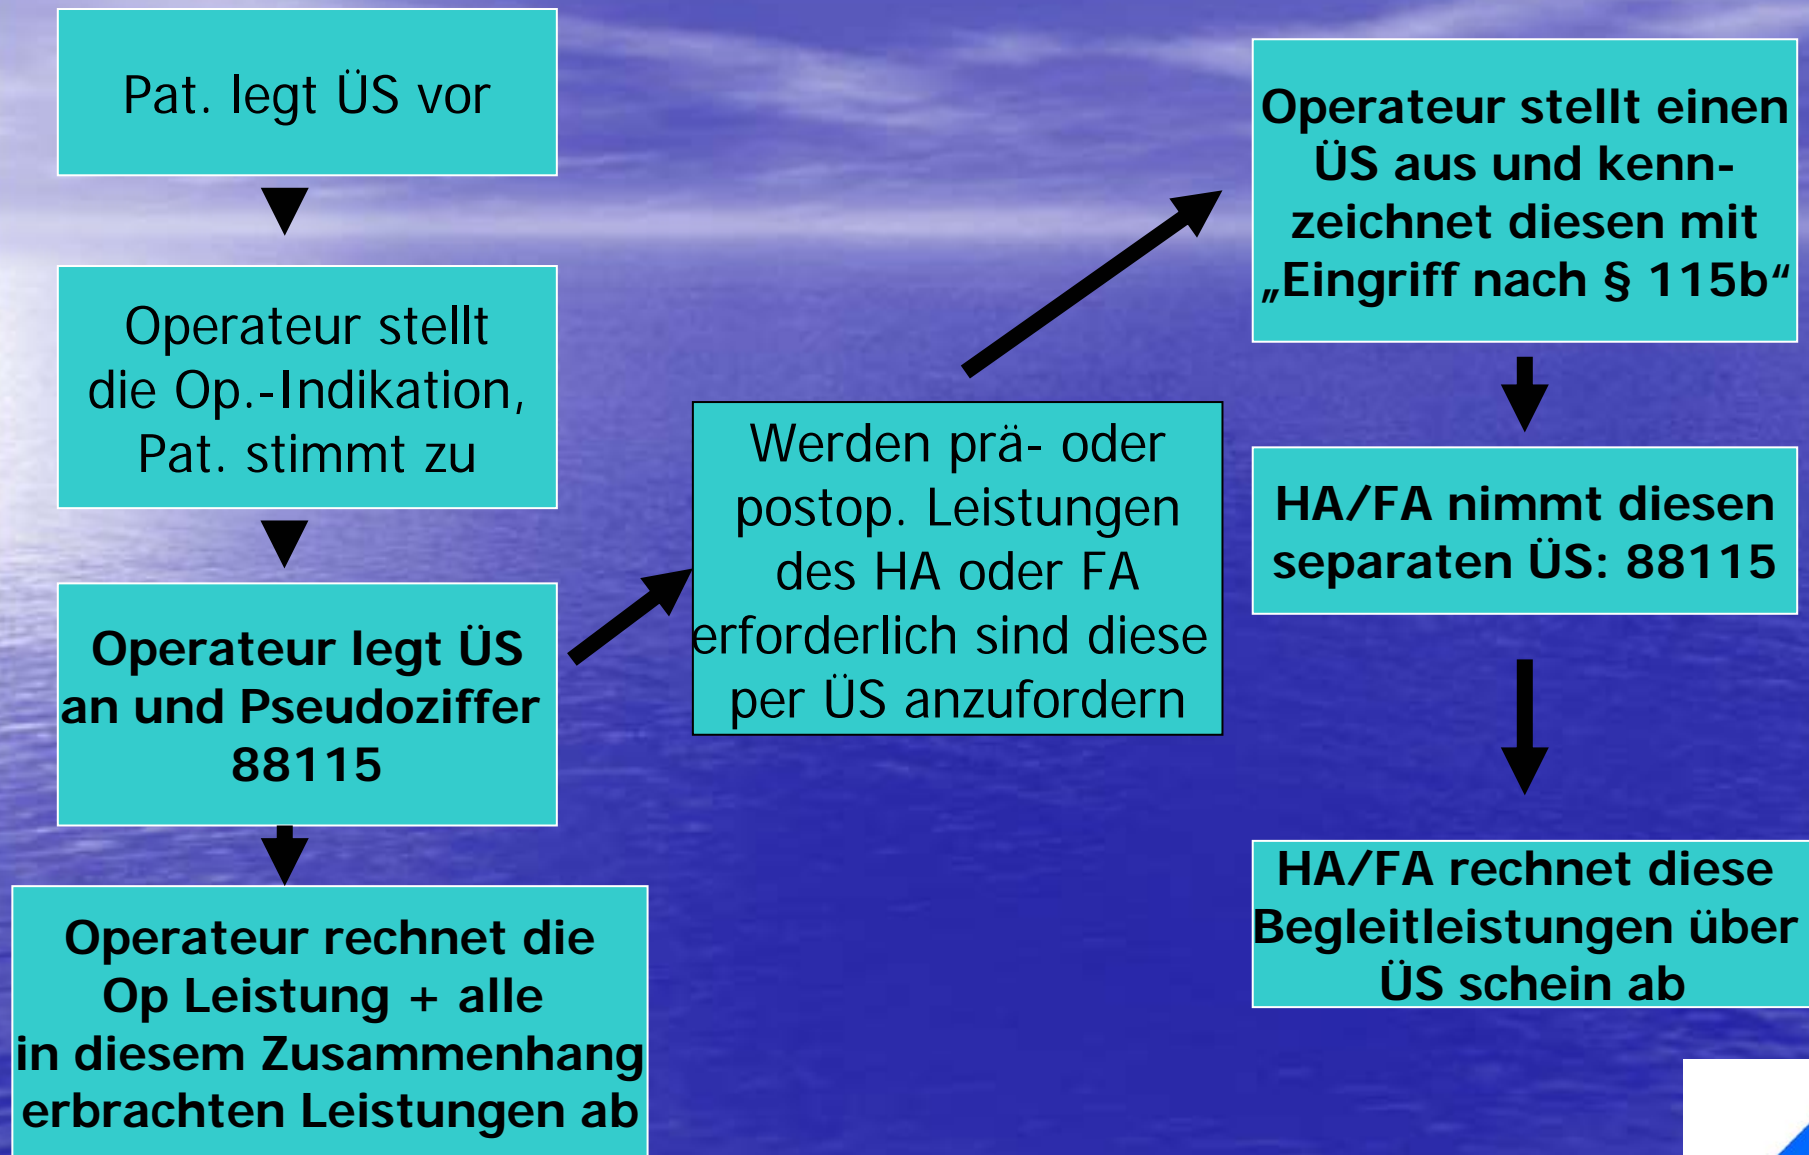 Pat. legt ÜS vor
Operateur stellt
die Op.-Indikation,
Pat. stimmt zu
Operateur legt ÜS
an und Pseudoziffer
88115
Operateur rechnet die
Op Leistung + alle
in diesem Zusammenhang
erbrachten Leistungen ab
Werden prä- oder
postop. Leistungen
des HA oder FA
erforderlich sind diese
per ÜS anzufordern
Operateur stellt einen
ÜS aus und kenn-
zeichnet diesen mit
„Eingriff nach § 115b“
HA/FA nimmt diesen
separaten ÜS: 88115
HA/FA rechnet diese
Begleitleistungen über
ÜS schein ab